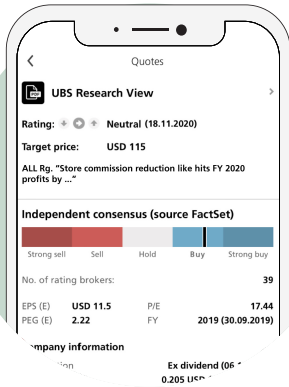 Quotes
PDF
UBS Research View
Rating: Neutral (18.11.2020)
Target price: USD 115
ALL Rg. "Store commission reduction like hits FY 2020
profits by ..."
Independent consensus (source FactSet)
Strong sell Sell Hold Buy Strong buy
No. of rating brokers: 39
EPS (E) USD 11.5 P/E 17.44
PEG (E) 2.22 FY 2019 (30.09.2019)
ompany information
Ex dividend (06
0.205 USD